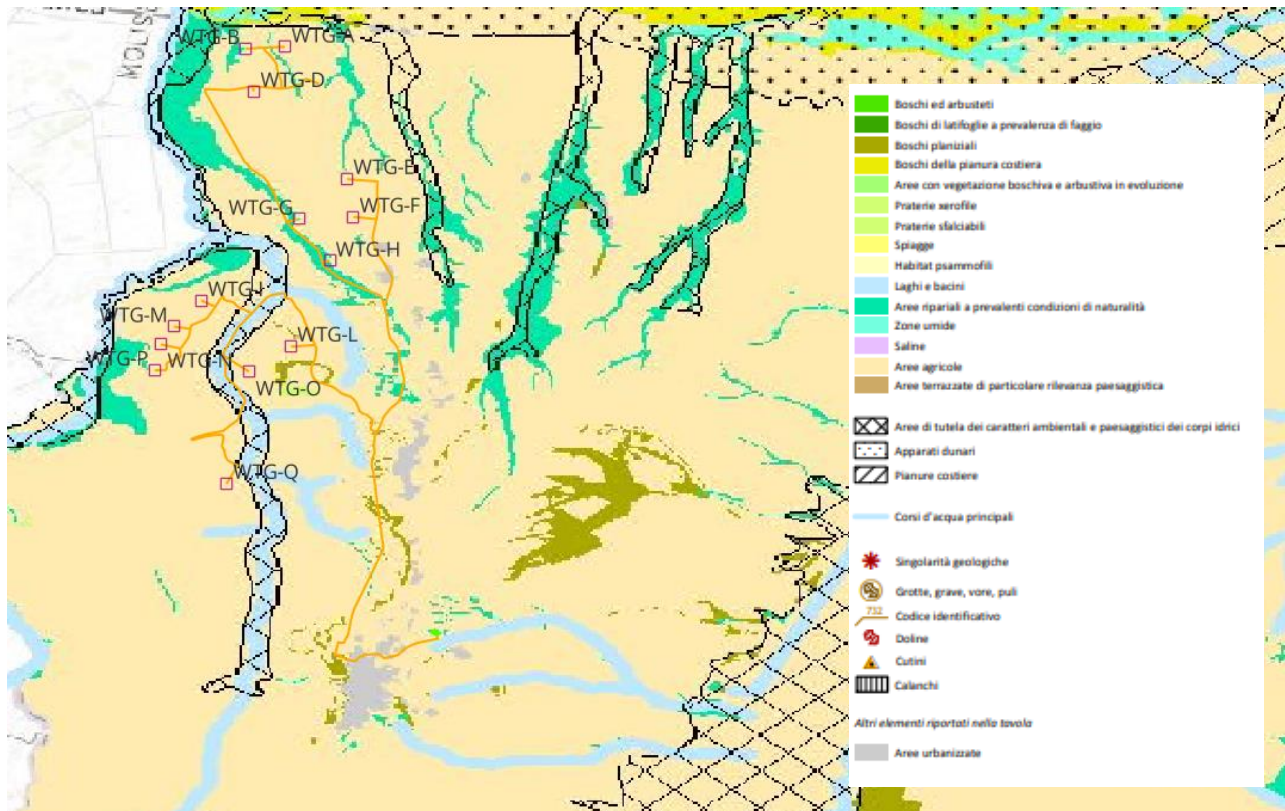 MOLISE
WTG-B
WTG-A
WTG-D
WTG-E
WTG-F
WTG-G
WTG-H
WTG-I
WTG-M
WTG-L
WTG-P
WTG-N
WTG-O
WTG-Q
Boschi ed arbusteti
Boschi di latifoglie a prevalenza di faggio
Boschi planiziali
Boschi della pianura costiera
Aree con vegetazione boschiva e arbustiva in evoluzione
Praterie xerofile
Praterie sfalciabili
Spiagge
Habitat psammofili
Laghi e bacini
Aree ripariali a prevalenti condizioni di naturalità
Zone umide
Saline
Aree agricole
Aree terrazzate di particolare rilevanza paesaggistica
Aree di tutela dei caratteri ambientali e paesaggistici dei corpi idrici
Apparati dunari
Pianure costiere
Corsi d'acqua principali
Singolarità geologiche
Grotte, grave, vore, puli
732 Codice identificativo
Doline
Cutini
Calanchi
Altri elementi riportati nella tavola
Aree urbanizzate